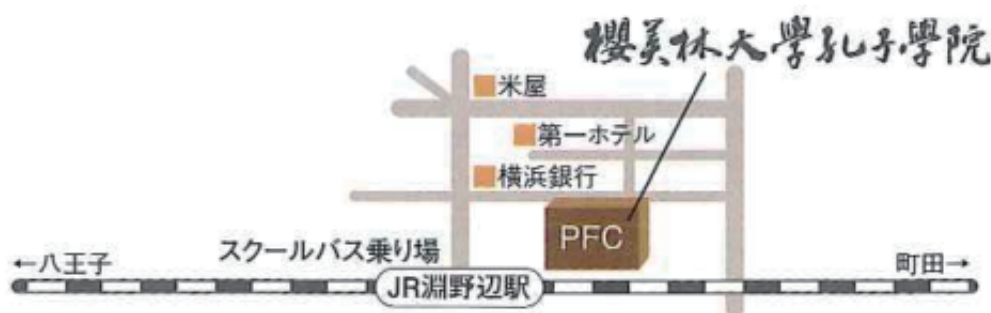 櫻美林大學孔子學院
米屋
第一ホテル
横浜銀行
PFC
スクールバス乗り場
←八王子
町田→
JR淵野辺駅